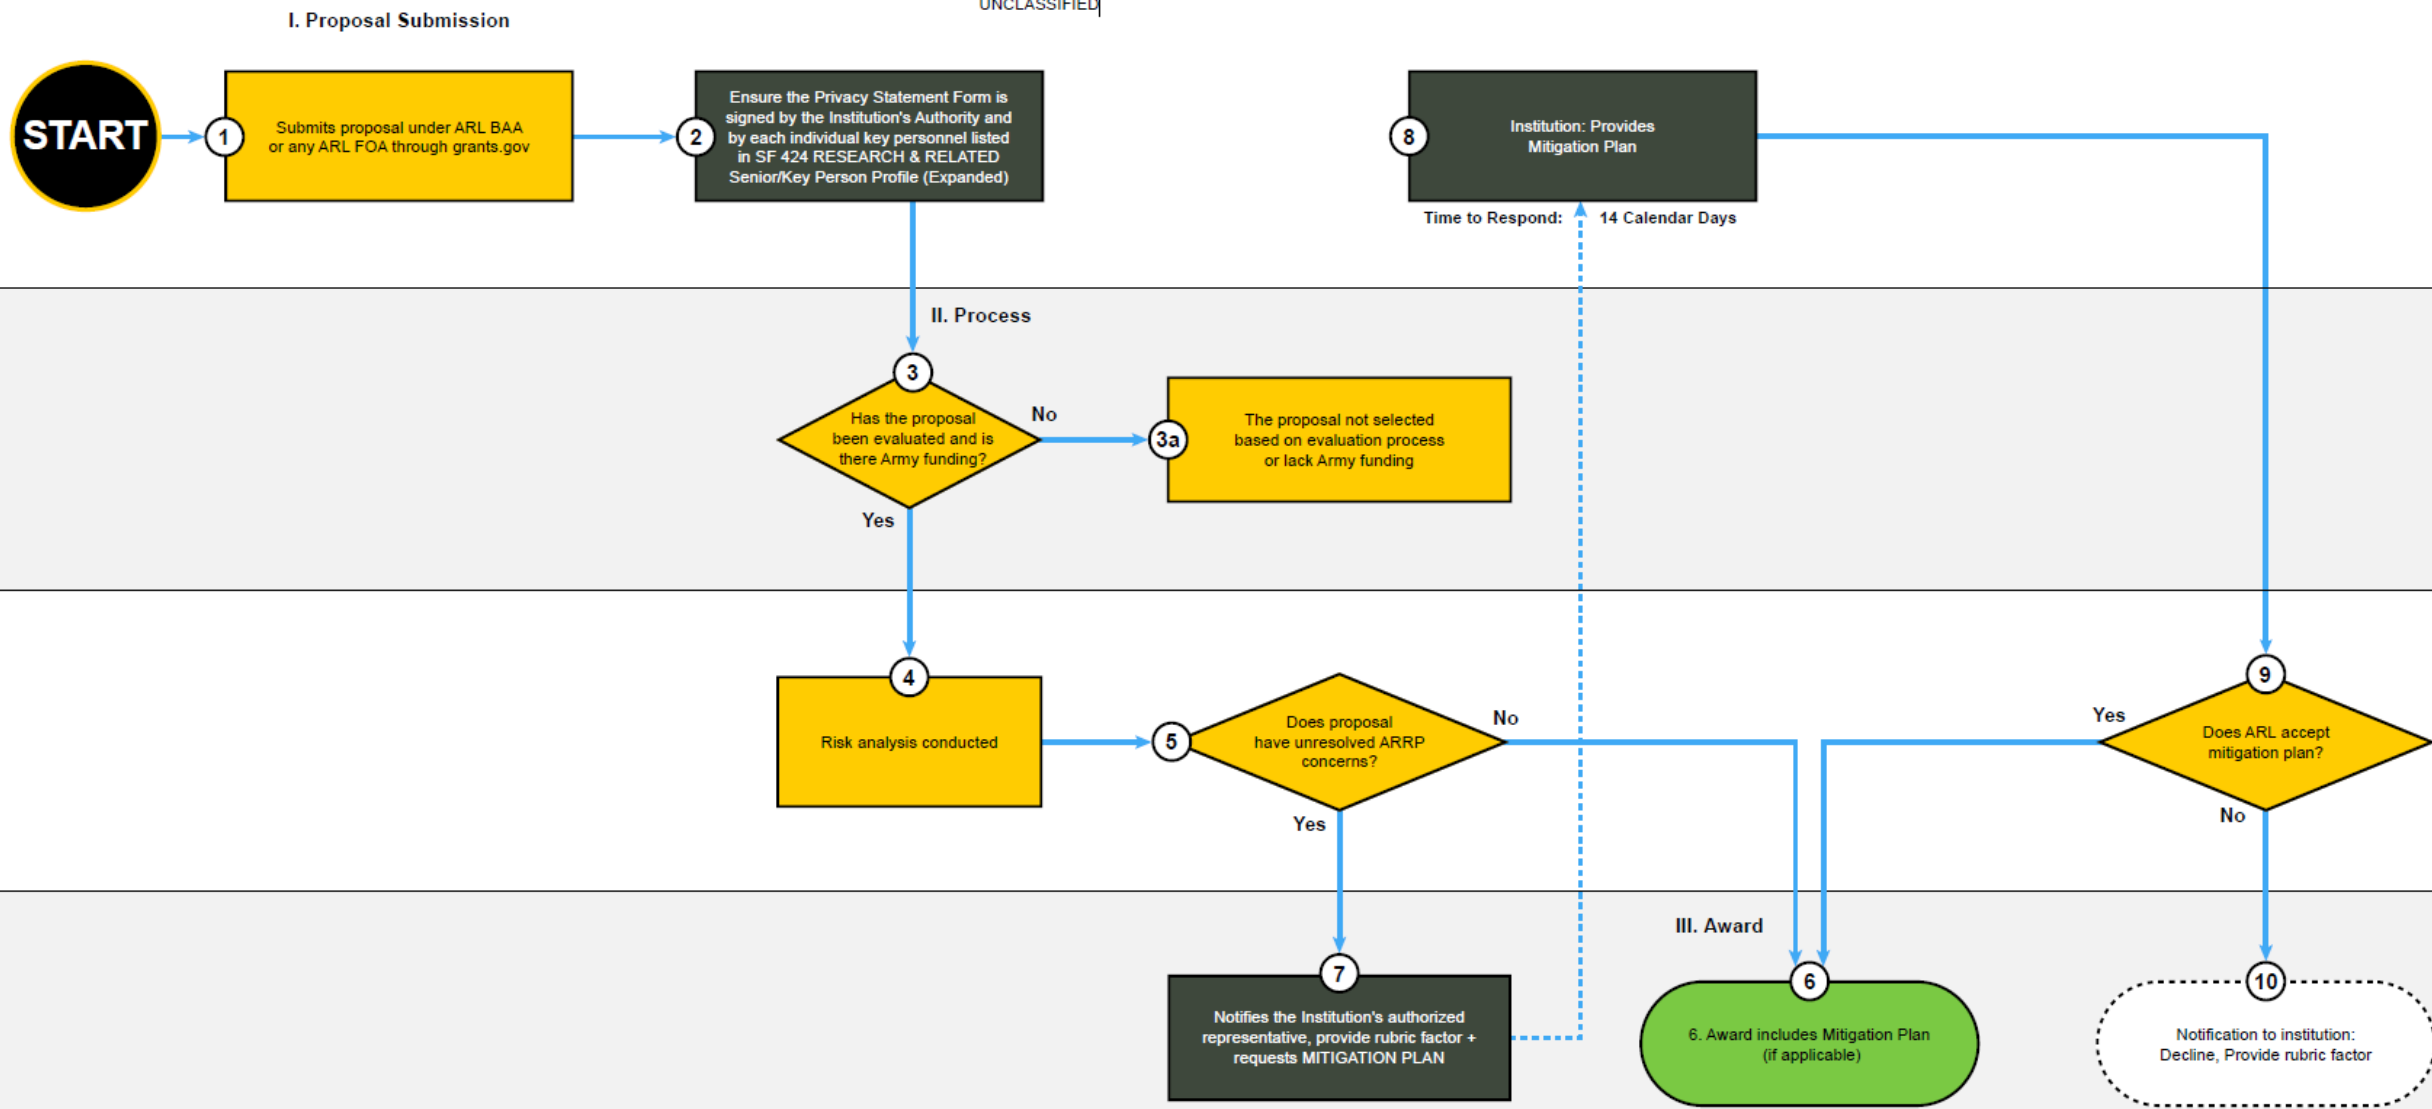 UNCLASSIFIED
I. Proposal Submission
START
1
Submits proposal under ARL BAA
or any ARL FOA through grants.gov
2
Ensure the Privacy Statement Form is
signed by the Institution's Authority and
by each individual key personnel listed
in SF 424 RESEARCH & RELATED
Senior/Key Person Profile (Expanded)
8
Institution: Provides
Mitigation Plan
Time to Respond: 14 Calendar Days
II. Process
3
Has the proposal
been evaluated and is
there Army funding?
No
3a
The proposal not selected
based on evaluation process
or lack Army funding
Yes
4
Risk analysis conducted
5
Does proposal
have unresolved ARRP
concerns?
No
Yes
9
Does ARL accept
mitigation plan?
Yes
No
III. Award
7
Notifies the Institution's authorized
representative, provide rubric factor +
requests MITIGATION PLAN
6
6. Award includes Mitigation Plan
(if applicable)
10
Notification to institution:
Decline, Provide rubric factor